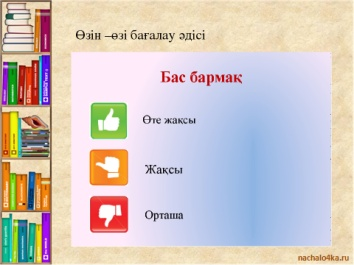 Өзін –өзі бағалау әдісі
Бас бармақ
Өте жақсы
Жақсы
Орташа
nachalo4ka.ru